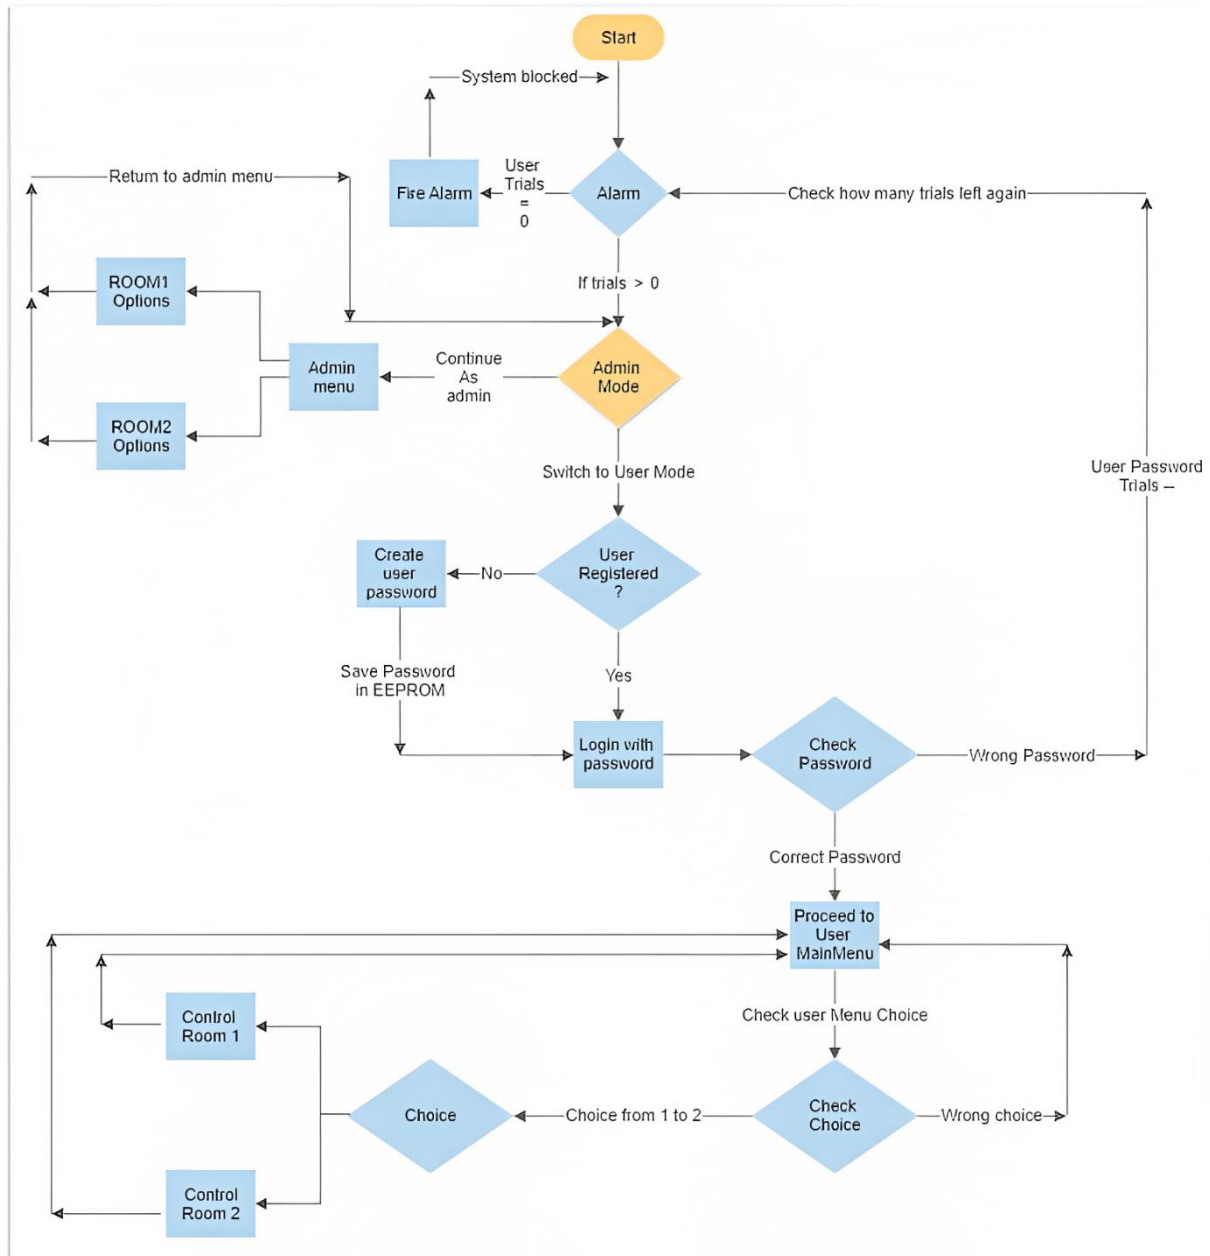 Start
System blocked
Return to admin menu
Fire Alarm
User
Trials
=
0
Alarm
Check how many trials left again
If trials > 0
ROOM1
Options
Admin
menu
Continue
As
admin
Admin
Mode
ROOM2
Options
Switch to User Mode
User Password
Trials --
Create
user
password
No
User
Registered
?
Save Password
in EEPROM
Yes
Login with
password
Check
Password
Wrong Password
Correct Password
Proceed to
User
MainMenu
Control
Room 1
Check user Menu Choice
Choice
Choice from 1 to 2
Check
Choice
Wrong choice
Control
Room 2